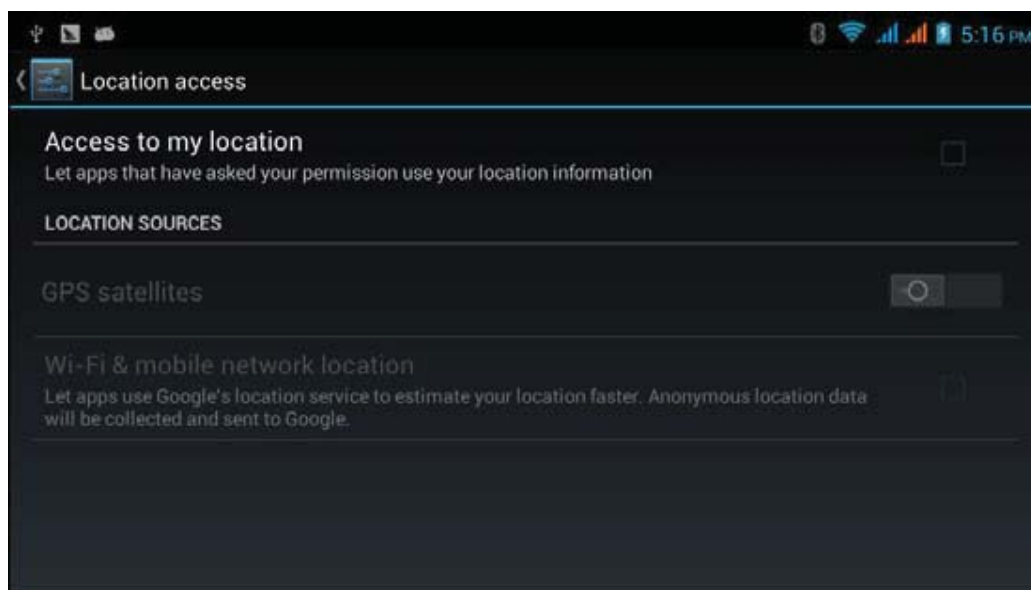 5:16 PM
Location access
Access to my location
Let apps that have asked your permission use your location information
LOCATION SOURCES
GPS satellites
Wi-Fi & mobile network location
Let apps use Google's location service to estimate your location faster. Anonymous location data
will be collected and sent to Google.